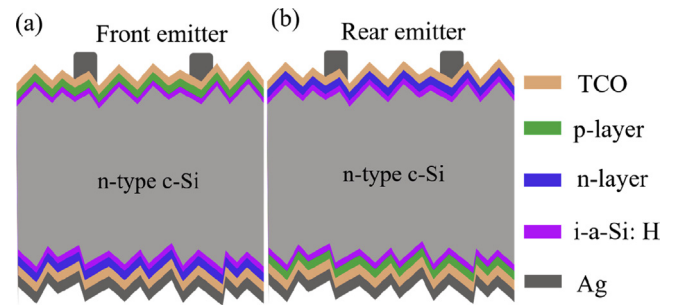 (a)
Front emitter
(b)
Rear emitter
n-type c-Si
n-type c-Si
TCO
p-layer
n-layer
i-a-Si: H
Ag